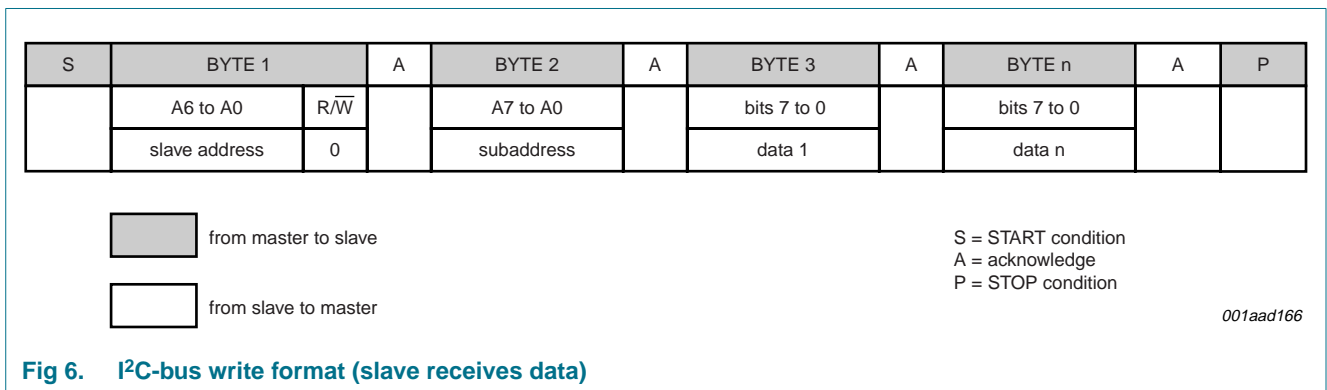 S BYTE 1 A BYTE 2 A BYTE 3 A BYTE n A P
A6 to A0 R/W̅ A7 to A0 bits 7 to 0 bits 7 to 0
slave address 0 subaddress data 1 data n
from master to slave
S = START condition
A = acknowledge
P = STOP condition
from slave to master
001aad166
Fig 6. I²C-bus write format (slave receives data)